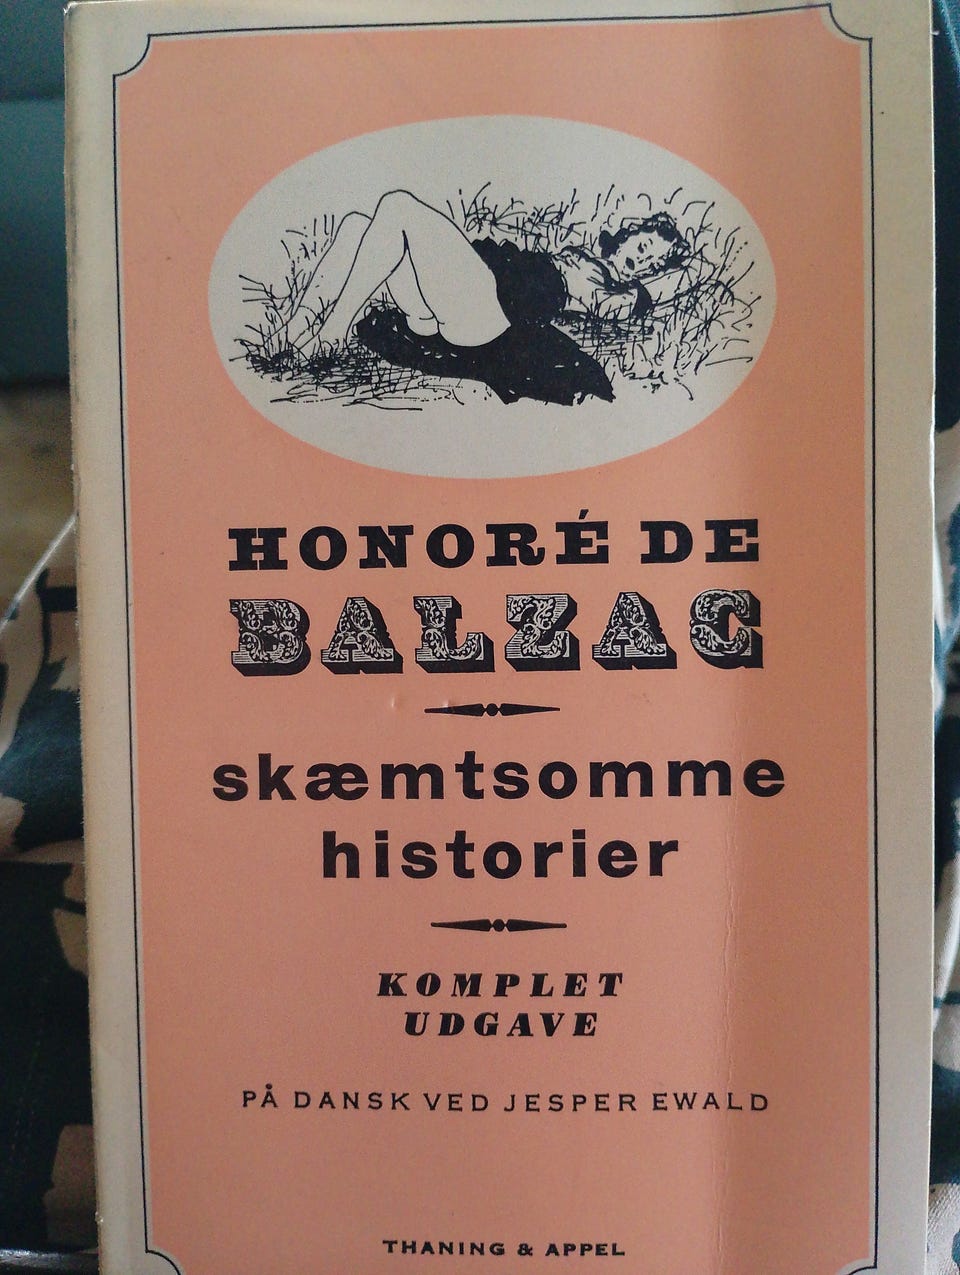 HONORÉ DE
BALZAC
skæmtsomme
historier
KOMPLET
UDGAVE
PÅ DANSK VED JESPER EWALD
THANING & APPEL